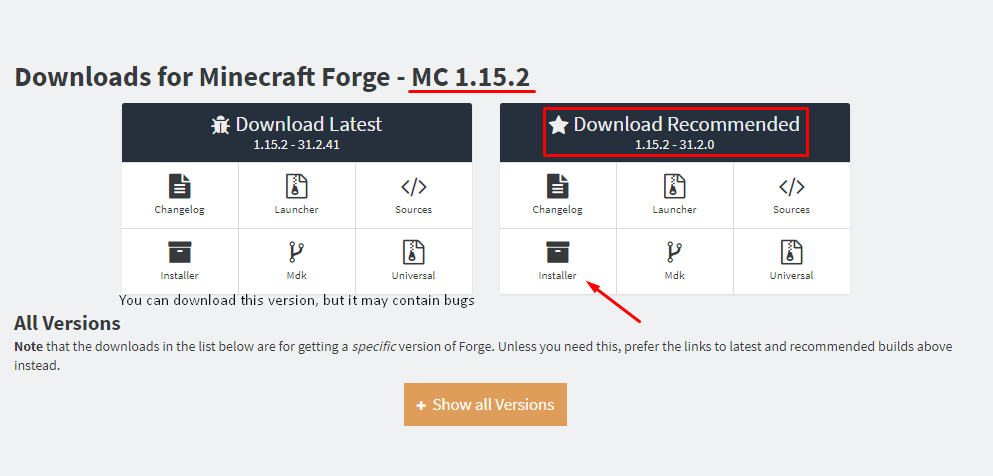 Downloads for Minecraft Forge - MC 1.15.2
Download Latest
1.15.2 - 31.2.41
Changelog
Launcher
Sources
Installer
Mdk
Universal
You can download this version, but it may contain bugs
Download Recommended
1.15.2 - 31.2.0
Changelog
Launcher
Sources
Installer
Mdk
Universal
All Versions
Note that the downloads in the list below are for getting a specific version of Forge. Unless you need this, prefer the links to latest and recommended builds above
instead.
+ Show all Versions